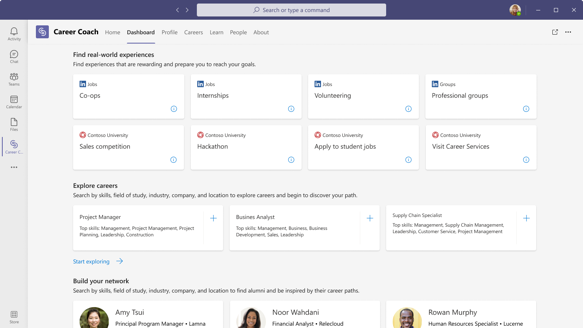 Search or type a command
Career Coach Home Dashboard Profile Careers Learn People About
Activity
Chat
Teams
Calendar
Files
Career C...
Store
Find real-world experiences
Find experiences that are rewarding and prepare you to reach your goals.
in Jobs
Co-ops
in Jobs
Internships
in Jobs
Volunteering
in Groups
Professional groups
Contoso University
Sales competition
Contoso University
Hackathon
Contoso University
Apply to student jobs
Contoso University
Visit Career Services
Explore careers
Search by skills, field of study, industry, company, and location to explore careers and begin to discover your path.
Project Manager
Top skills: Management, Project Management, Project
Planning, Leadership, Construction
Busines Analyst
Top skills: Management, Business, Business
Development, Sales, Leadership
Supply Chain Specialist
Top skills: Management, Supply Chain Management,
Leadership, Customer Service, Project Management
Start exploring
Build your network
Search by skills, field of study, industry, company, and location to find alumni and be inspired by their career paths.
Amy Tsui
Principal Program Manager • Lamna
Noor Wahdani
Financial Analyst • Relecloud
Rowan Murphy
Human Resources Specialist • Lucerne